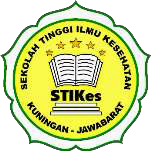 SEKOLAH TINGGI ILMU KESEHATAN
STIKes
KUNINGAN - JAWABARAT